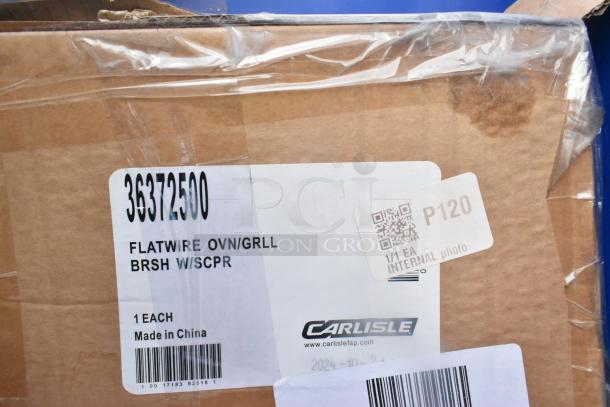 36372500
FLATWIRE OVN/GRLL
BRSH W/SCPR
1 EACH
Made in China
CARLISLE
www.carlislefsp.com
P120
1/1 EA
INTERNAL photo
PCI